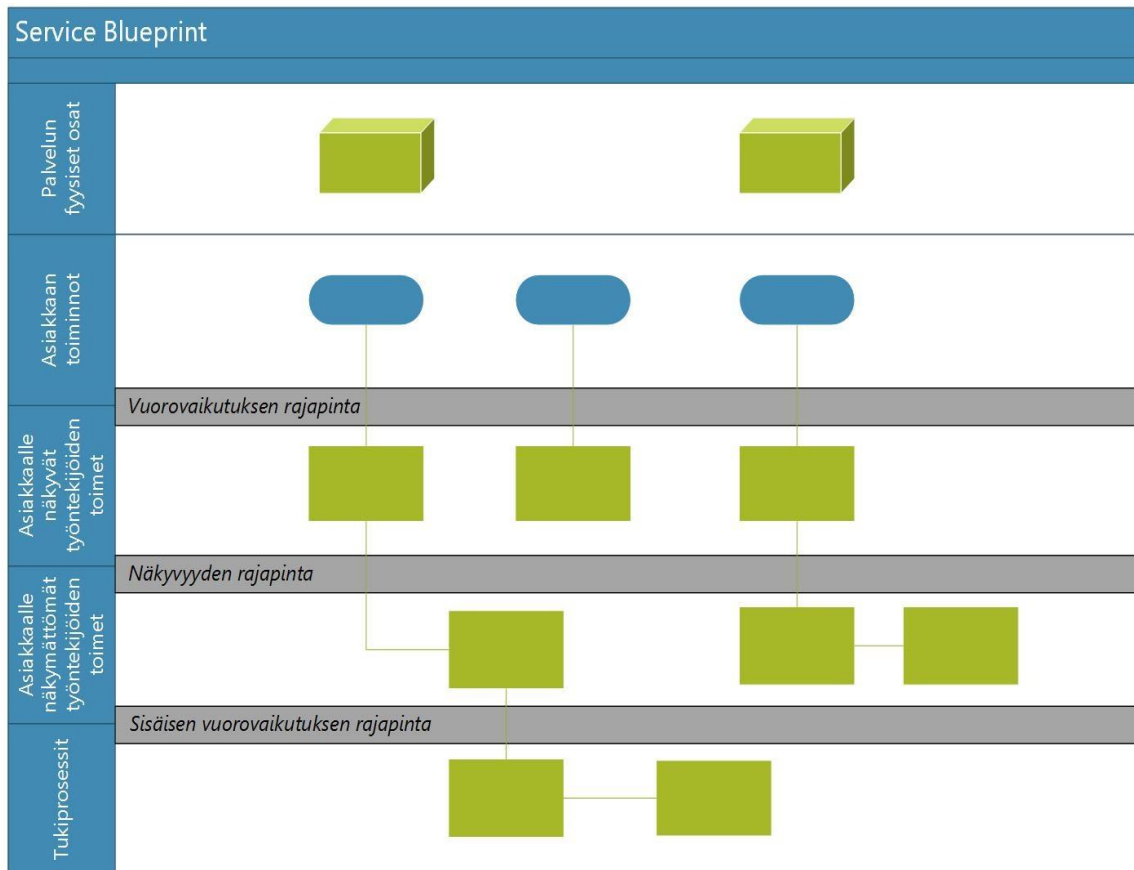 Service Blueprint
Palvelun
fyysiset osat
Asiakkaan
toiminnot
Vuorovaikutuksen rajapinta
Asiakkaalle
näkyvät
työntekijöiden
toimet
Näkyvyyden rajapinta
Asiakkaalle
näkymättömät
työntekijöiden
toimet
Sisäisen vuorovaikutuksen rajapinta
Tukiprosessit